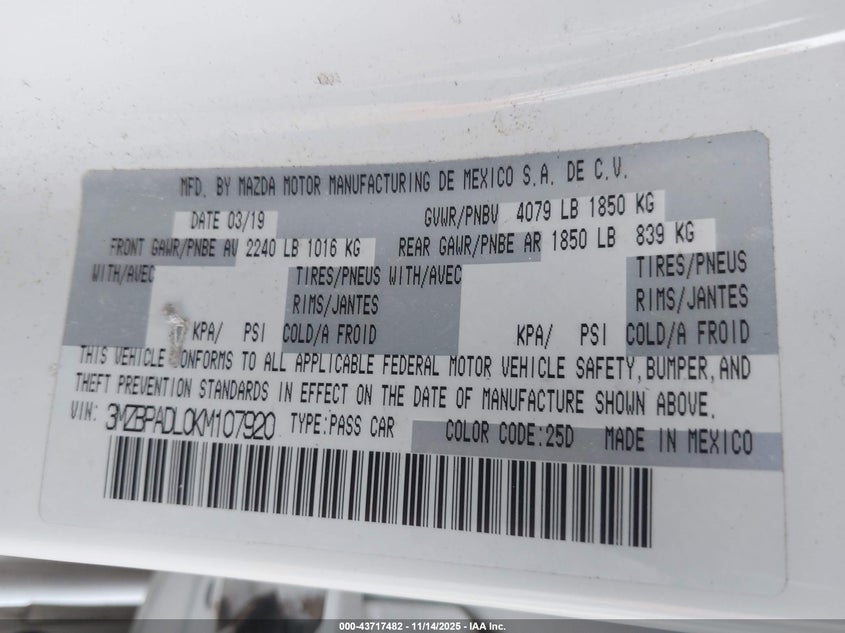 MFD. BY MAZDA MOTOR MANUFACTURING DE MEXICO S.A. DE C.V.
DATE 03/19 GVWR/PNBV 4079 LB 1850 KG
FRONT GAWR/PNBE AV 2240 LB 1016 KG REAR GAWR/PNBE AR 1850 LB 839 KG
WITH/AVEC TIRES/PNEUS WITH/AVEC TIRES/PNEUS
RIMS/JANTES RIMS/JANTES
KPA/ PSI COLD/A FROID KPA/ PSI COLD/A FROID
THIS VEHICLE CONFORMS TO ALL APPLICABLE FEDERAL MOTOR VEHICLE SAFETY, BUMPER, AND
THEFT PREVENTION STANDARDS IN EFFECT ON THE DATE OF MANUFACTURE SHOWN ABOVE.
VIN: 3MZBPADL0KM107920 TYPE:PASS CAR COLOR CODE:25D MADE IN MEXICO
000-43717482 - 11/14/2025 - IAA Inc.